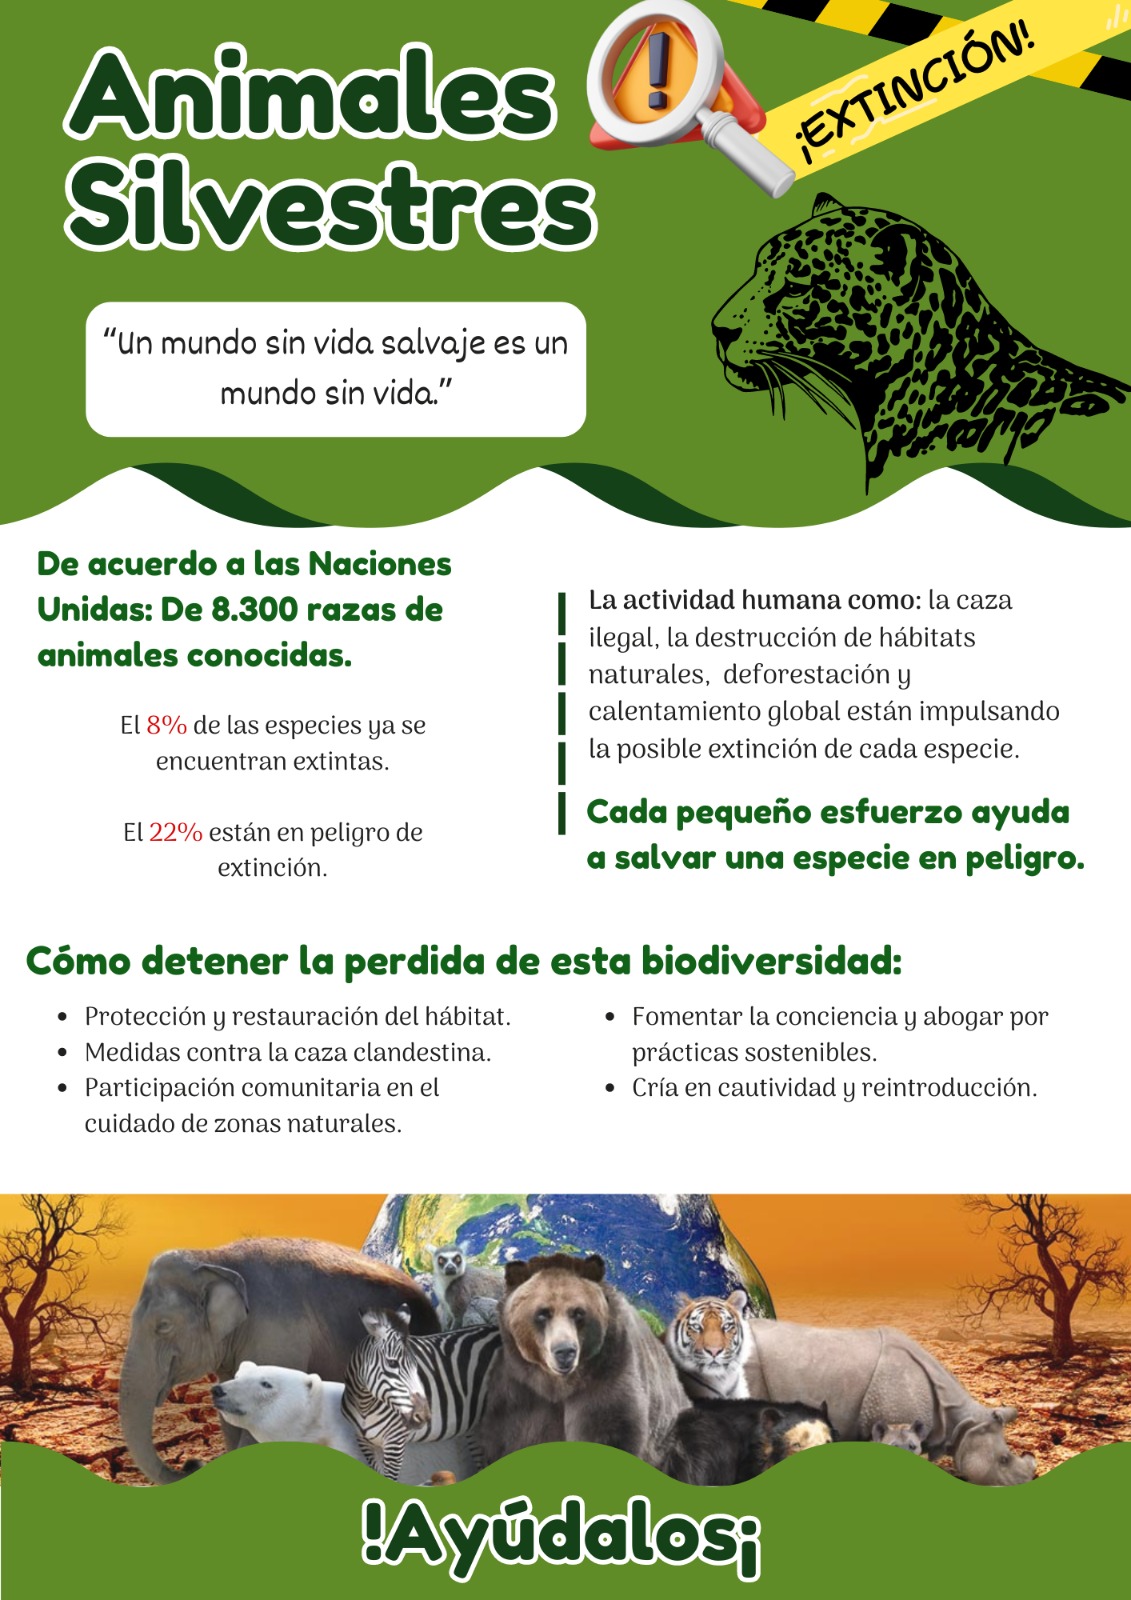 Animales
Silvestres
¡EXTINCIÓN!
“Un mundo sin vida salvaje es un
mundo sin vida.”
De acuerdo a las Naciones
Unidas: De 8.300 razas de
animales conocidas.
El 8% de las especies ya se
encuentran extintas.
El 22% están en peligro de
extinción.
La actividad humana como: la caza
ilegal, la destrucción de hábitats
naturales,  deforestación y
calentamiento global están impulsando
la posible extinción de cada especie.
Cada pequeño esfuerzo ayuda
a salvar una especie en peligro.
Cómo detener la perdida de esta biodiversidad:
• Protección y restauración del hábitat.
• Medidas contra la caza clandestina.
• Participación comunitaria en el
cuidado de zonas naturales.
• Fomentar la conciencia y abogar por
prácticas sostenibles.
• Cría en cautividad y reintroducción.
!Ayúdalos¡